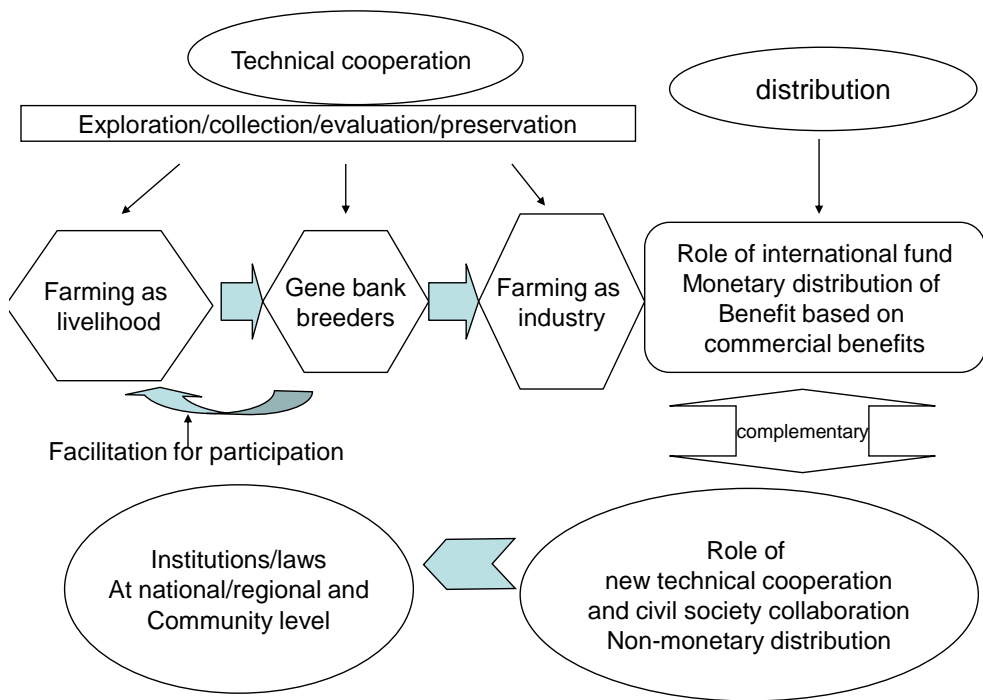 Technical cooperation
distribution
Exploration/collection/evaluation/preservation
Farming as
livelihood
Gene bank
breeders
Farming as
industry
Role of international fund
Monetary distribution of
Benefit based on
commercial benefits
complementary
Facilitation for participation
Institutions/laws
At national/regional and
Community level
Role of
new technical cooperation
and civil society collaboration
Non-monetary distribution